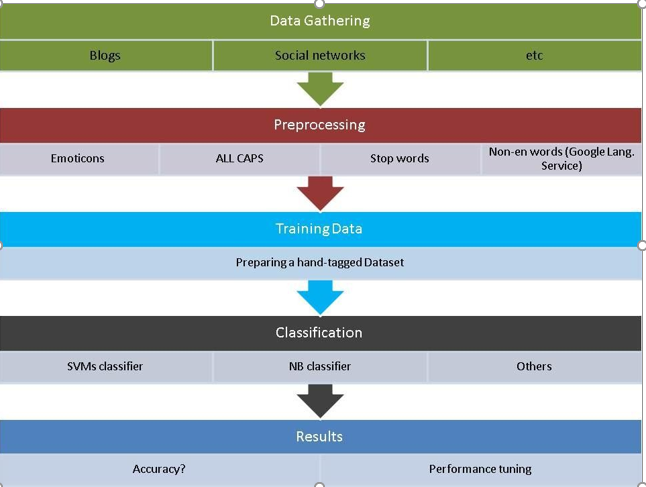 Data Gathering
Blogs
Social networks
etc
Preprocessing
Emoticons
ALL CAPS
Stop words
Non-en words (Google Lang.
Service)
Training Data
Preparing a hand-tagged Dataset
Classification
SVMs classifier
NB classifier
Others
Results
Accuracy?
Performance tuning